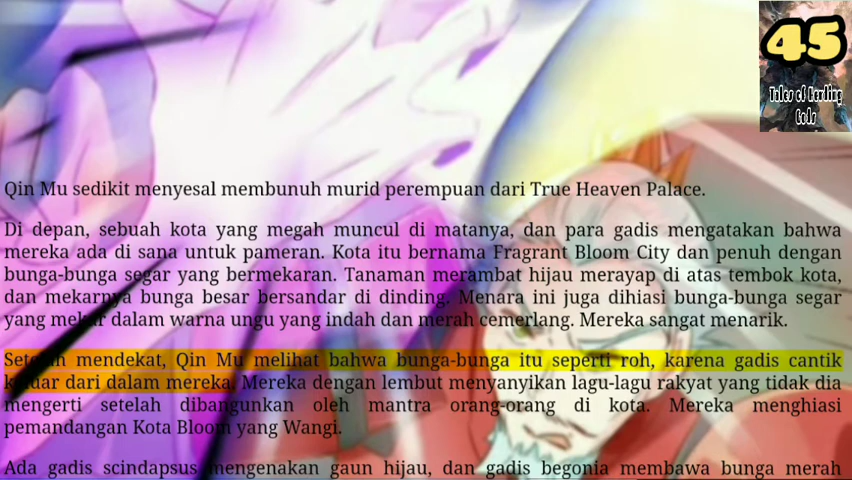 45
Tales of Herding
Gods
Qin Mu sedikit menyesal membunuh murid perempuan dari True Heaven Palace.
Di depan, sebuah kota yang megah muncul di matanya, dan para gadis mengatakan bahwa
mereka ada di sana untuk pameran. Kota itu bernama Fragrant Bloom City dan penuh dengan
bunga-bunga segar yang bermekaran. Tanaman merambat hijau merayap di atas tembok kota,
dan mekarnya bunga besar bersandar di dinding. Menara ini juga dihiasi bunga-bunga segar
yang mekar dalam warna ungu yang indah dan merah cemerlang. Mereka sangat menarik.
Setelah mendekat, Qin Mu melihat bahwa bunga-bunga itu seperti roh, karena gadis cantik
keluar dari dalam mereka. Mereka dengan lembut menyanyikan lagu-lagu rakyat yang tidak dia
mengerti setelah dibangunkan oleh mantra orang-orang di kota. Mereka menghiasi
pemandangan Kota Bloom yang Wangi.
Ada gadis scindapsus mengenakan gaun hijau, dan gadis begonia membawa bunga merah